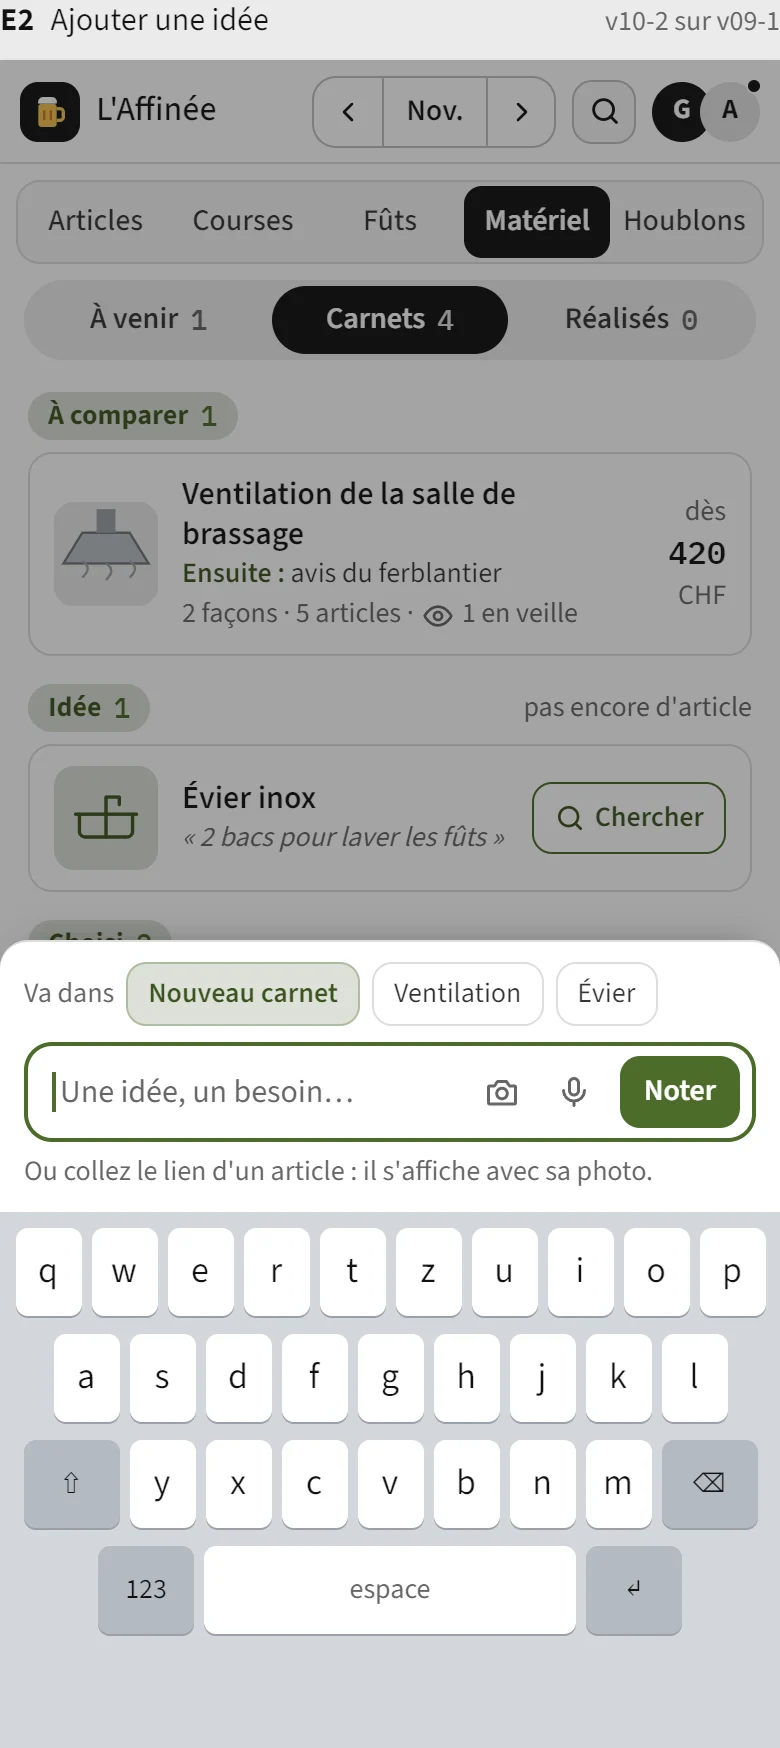 E2 Ajouter une idée
v10-2 sur v09-1
L'Affinée
Nov.
G A
Articles Courses Fûts Matériel Houblons
À venir 1 Carnets 4 Réalisés 0
À comparer 1
Ventilation de la salle de
brassage
Ensuite : avis du ferblantier
2 façons · 5 articles · 1 en veille
dès
420
CHF
Idée 1
pas encore d'article
Évier inox
« 2 bacs pour laver les fûts »
Chercher
Va dans Nouveau carnet Ventilation Évier
Une idée, un besoin…
Noter
Ou collez le lien d'un article : il s'affiche avec sa photo.
q w e r t z u i o p
a s d f g h j k l
⇧ y x c v b n m ⌫
123 espace ↵